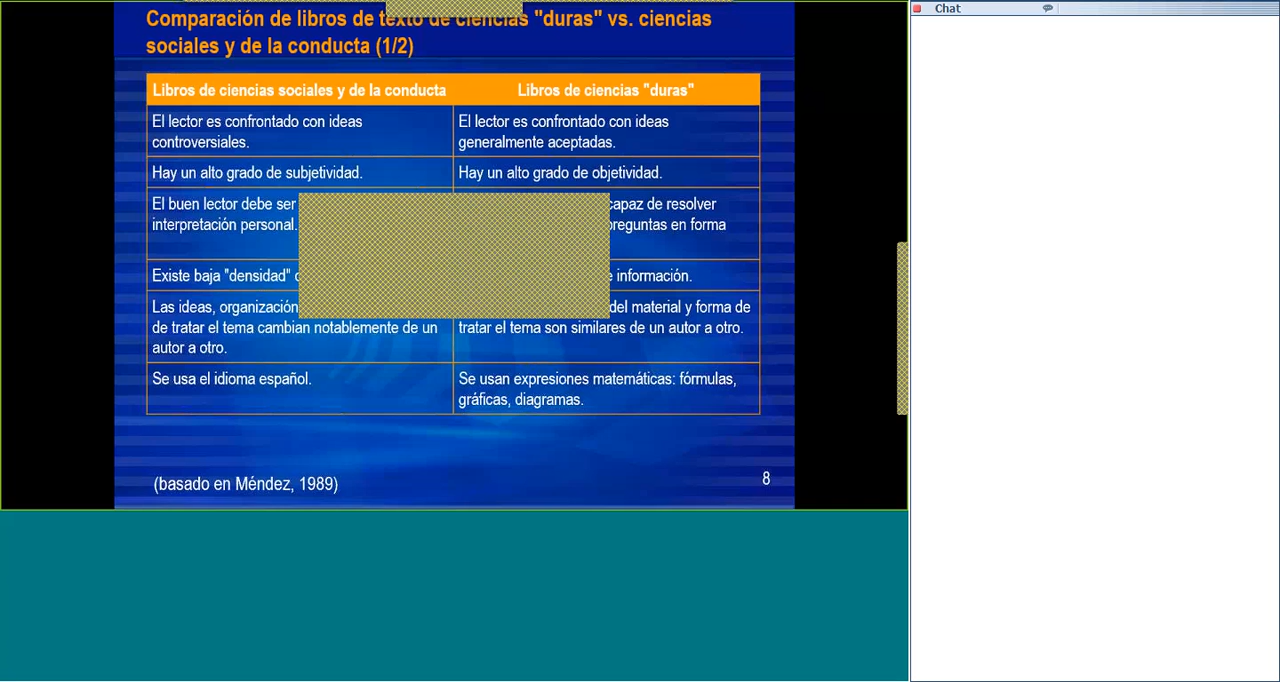 Comparación de libros de texto de ciencias "duras" vs. ciencias
sociales y de la conducta (1/2)
Libros de ciencias sociales y de la conducta
Libros de ciencias "duras"
El lector es confrontado con ideas
controversiales.
El lector es confrontado con ideas
generalmente aceptadas.
Hay un alto grado de subjetividad.
Hay un alto grado de objetividad.
El buen lector debe ser
interpretación personal.
capaz de resolver
preguntas en forma
Existe baja "densidad"
información.
Las ideas, organización
de tratar el tema cambian notablemente de un
autor a otro.
del material y forma de
tratar el tema son similares de un autor a otro.
Se usa el idioma español.
Se usan expresiones matemáticas: fórmulas,
gráficas, diagramas.
(basado en Méndez, 1989)
8
Chat